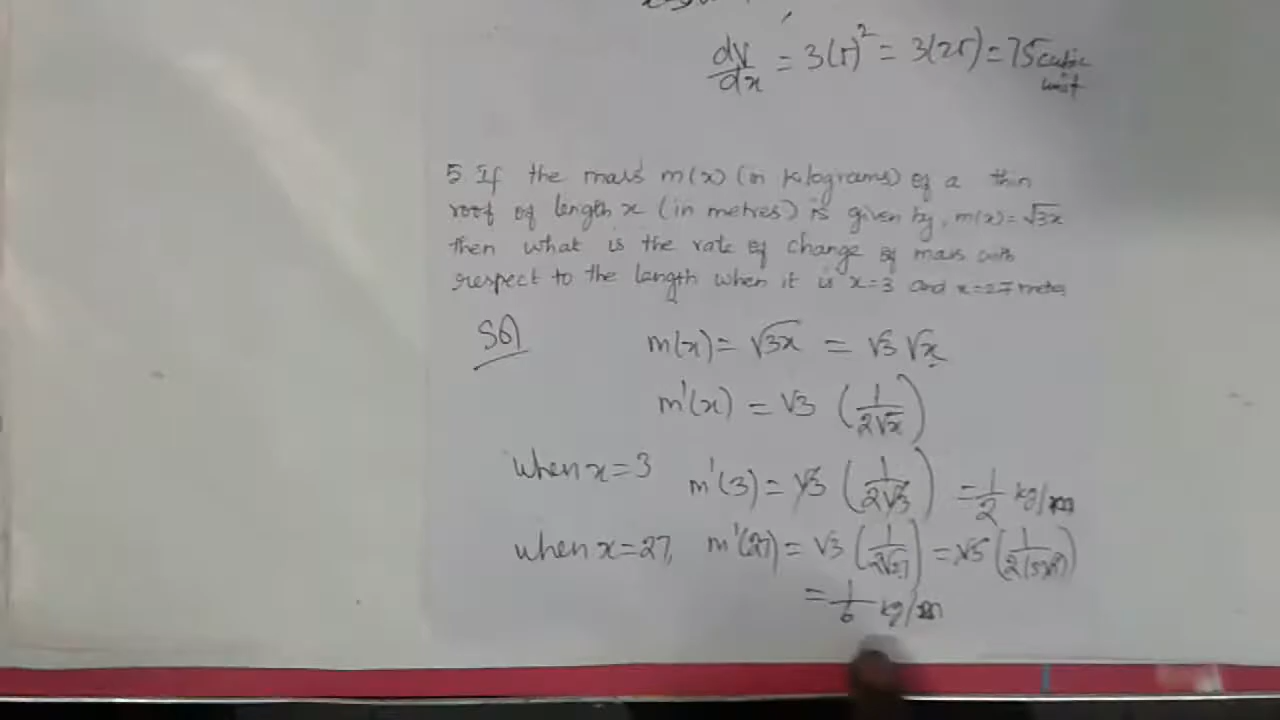 dv/dx = 3(5)² = 3(25) = 75 cubic unit
5 If the mass m(x) (in kilograms) of a thin
roof of length x (in metres) is given by, m(x) = √3x
then what is the rate of change of mass with
respect to the length when it is x=3 and x=27 metres
Sol
m(x) = √3x = √3 √x
m'(x) = √3 (1/2√x)
when x=3 m'(3) = √3 (1/2√3) = 1/2 kg/m
when x=27, m'(27) = √3 (1/2√27) = √3 (1/2(3√3))
= 1/6 kg/m